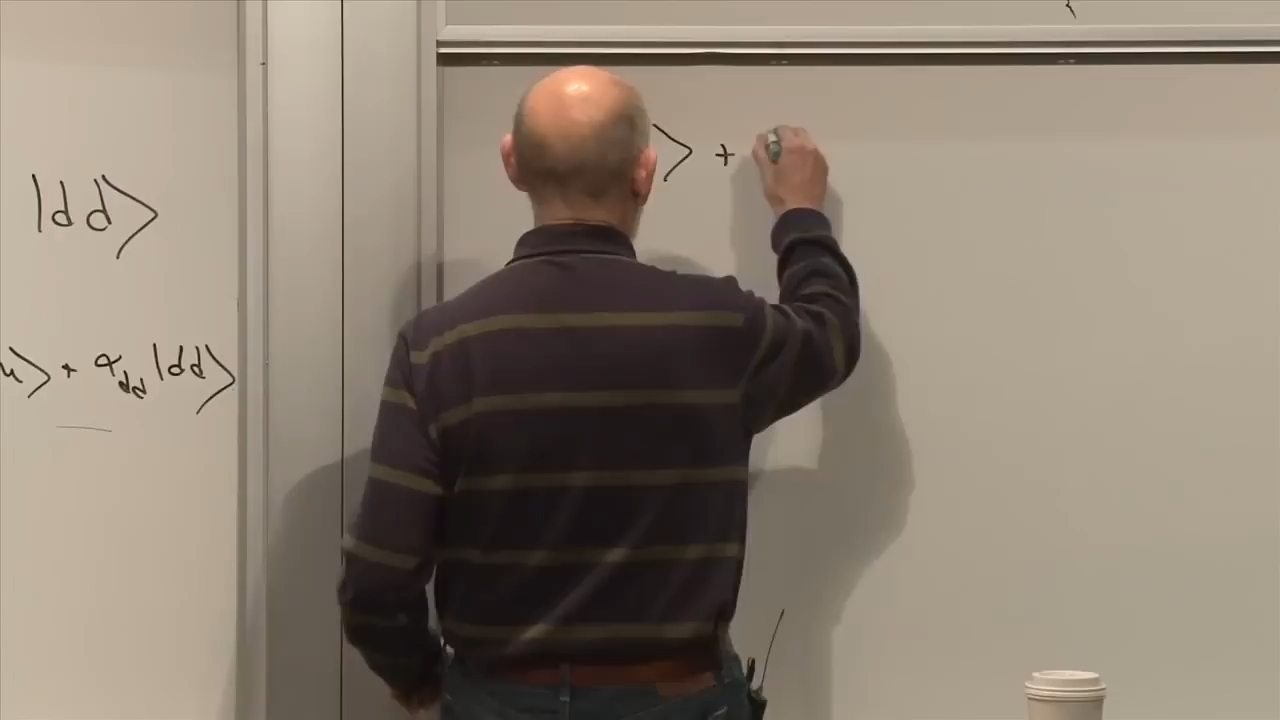 |dd⟩
u⟩ + α_dd |dd⟩
⟩ +